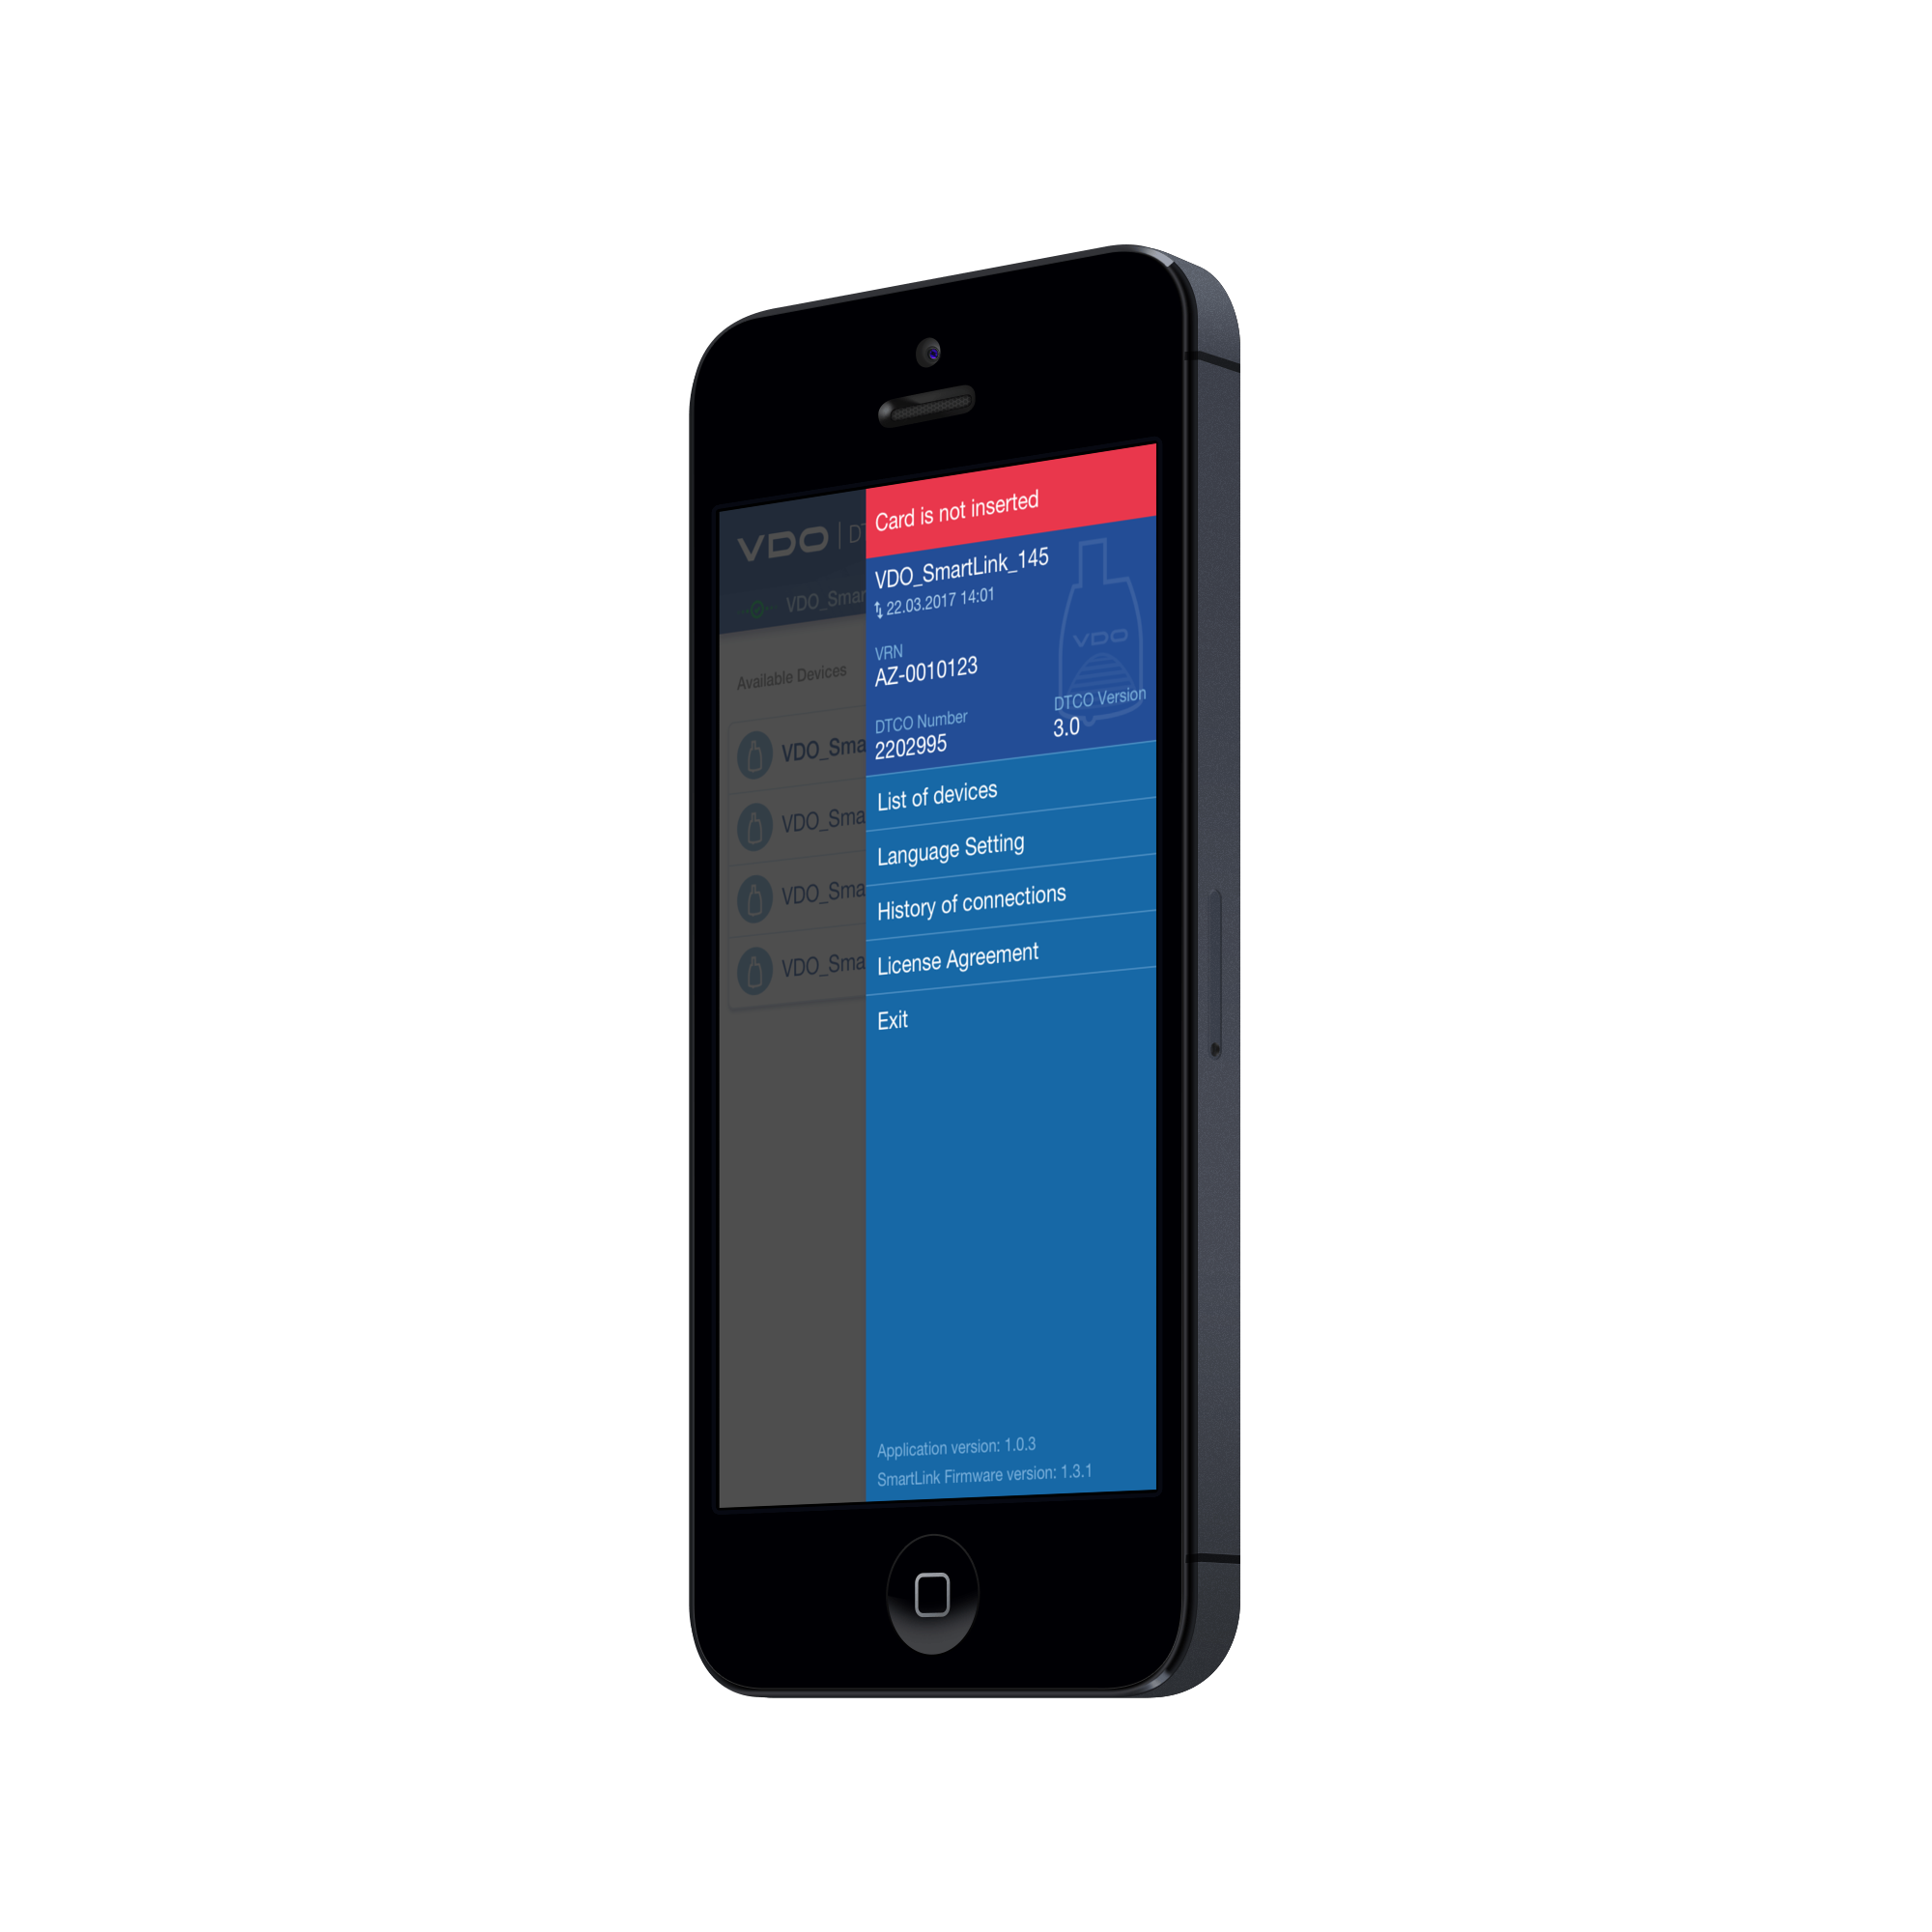 VDO | DT
VDO_Smar
Available Devices
VDO_Sma
VDO_Sma
VDO_Sma
VDO_Sma
Card is not inserted
VDO_SmartLink_145
22.03.2017 14:01
VDO
VRN
AZ-0010123
DTCO Number
2202995
DTCO Version
3.0
List of devices
Language Setting
History of connections
License Agreement
Exit
Application version: 1.0.3
SmartLink Firmware version: 1.3.1